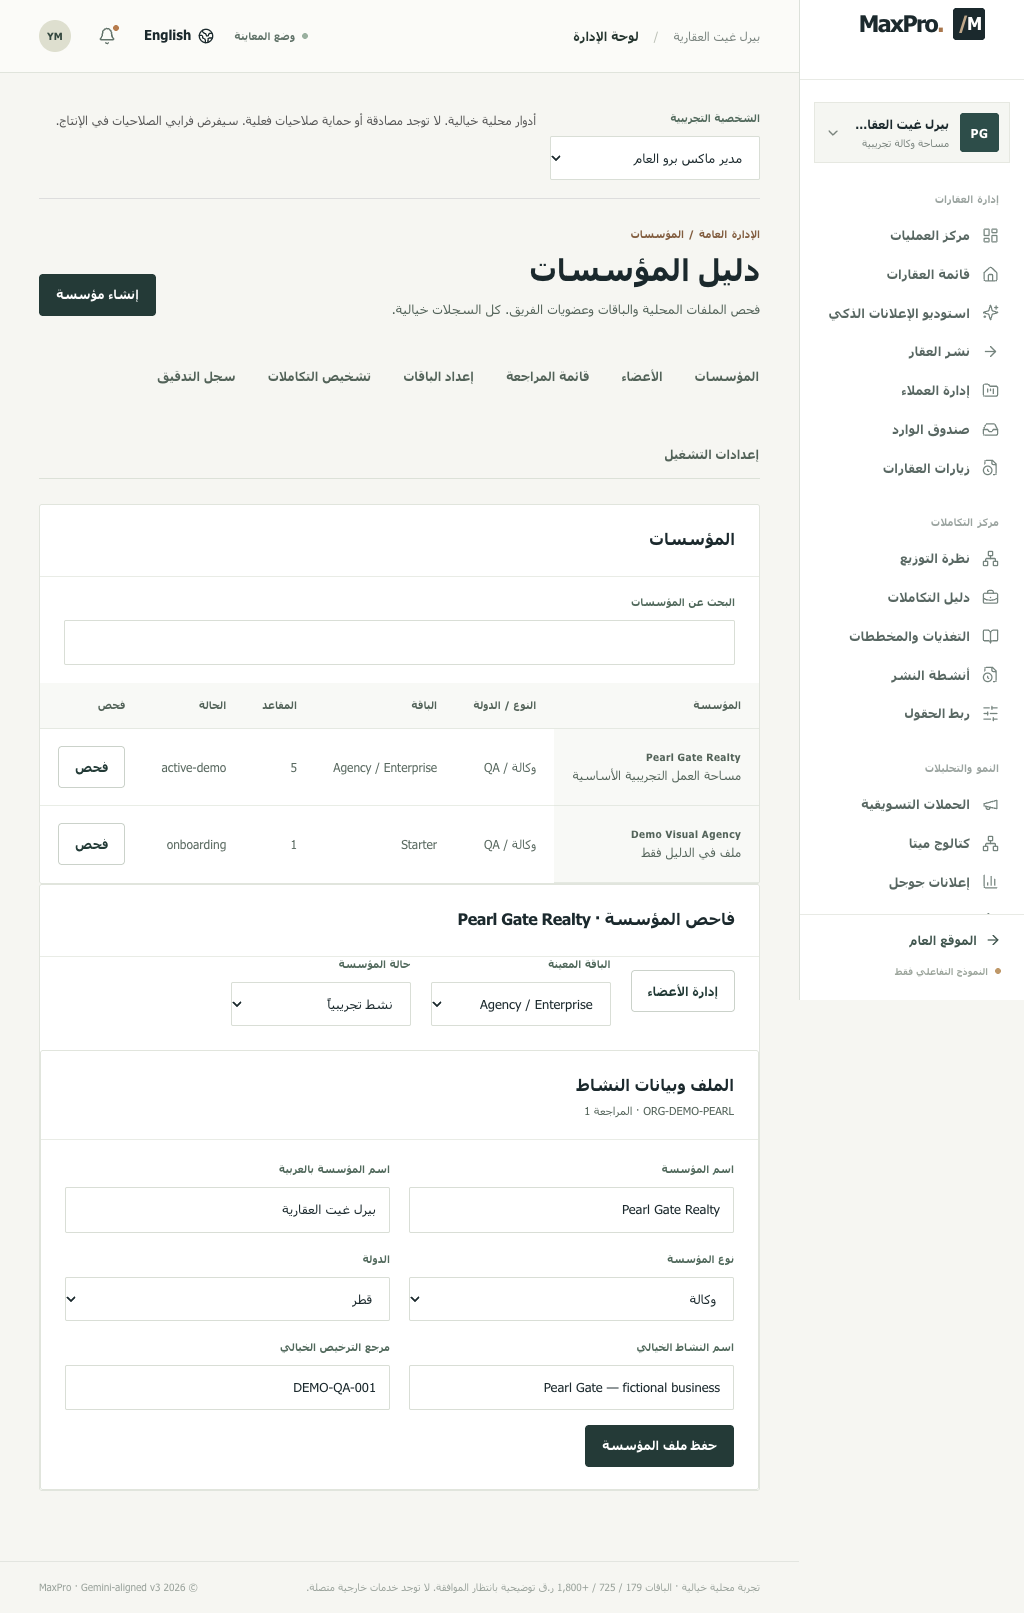 MaxPro. /M
PG
بيرل غيت العقا...
مساحة وكالة تجريبية
إدارة العقارات
مركز العمليات
قائمة العقارات
استوديو الإعلانات الذكي
نشر العقار
إدارة العملاء
صندوق الوارد
زيارات العقارات
مركز التكاملات
نظرة التوزيع
دليل التكاملات
التغذيات والمخططات
أنشطة النشر
ربط الحقول
النمو والتحليلات
الحملات التسويقية
كتالوج ميتا
إعلانات جوجل
الموقع العام
النموذج التفاعلي فقط
بيرل غيت العقارية / لوحة الإدارة
وضع المعاينة
English
YM
الشخصية التجريبية
مدير ماكس برو العام
أدوار محلية خيالية. لا توجد مصادقة أو حماية صلاحيات فعلية. سيفرض فرابي الصلاحيات في الإنتاج.
الإدارة العامة / المؤسسات
دليل المؤسسات
فحص الملفات المحلية والباقات وعضويات الفريق. كل السجلات خيالية.
إنشاء مؤسسة
المؤسسات الأعضاء قائمة المراجعة إعداد الباقات تشخيص التكاملات سجل التدقيق
إعدادات التشغيل
المؤسسات
البحث عن المؤسسات
المؤسسة النوع / الدولة الباقة المقاعد الحالة فحص
Pearl Gate Realty
مساحة العمل التجريبية الأساسية
وكالة / QA Agency / Enterprise 5 active-demo فحص
Demo Visual Agency
ملف في الدليل فقط
وكالة / QA Starter 1 onboarding فحص
فاحص المؤسسة · Pearl Gate Realty
إدارة الأعضاء
الباقة المعينة
Agency / Enterprise
حالة المؤسسة
نشط تجريبياً
الملف وبيانات النشاط
ORG-DEMO-PEARL · المراجعة 1
اسم المؤسسة
Pearl Gate Realty
اسم المؤسسة بالعربية
بيرل غيت العقارية
نوع المؤسسة
وكالة
الدولة
قطر
اسم النشاط الخيالي
Pearl Gate — fictional business
مرجع الترخيص الخيالي
DEMO-QA-001
حفظ ملف المؤسسة
تجربة محلية خيالية · الباقات 179 / 725 / 1,800+ ر.ق توضيحية بانتظار الموافقة. لا توجد خدمات خارجية متصلة.
© 2026 MaxPro · Gemini-aligned v3